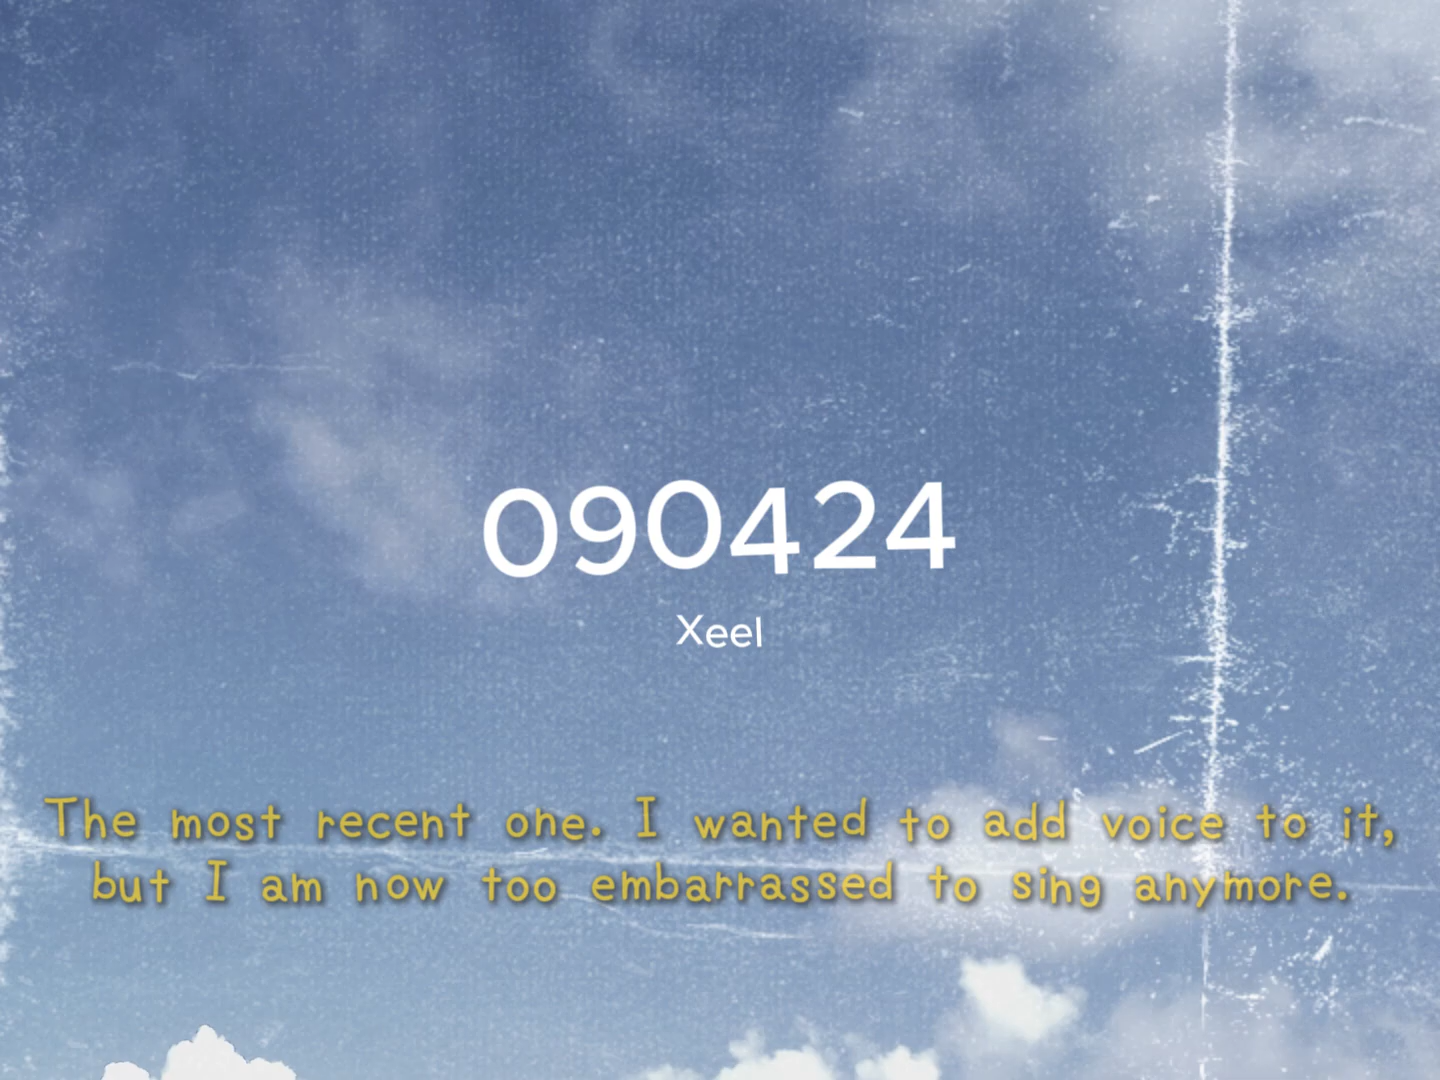 090424
Xeel
The most recent one. I wanted to add voice to it,
but I am now too embarrassed to sing anymore.